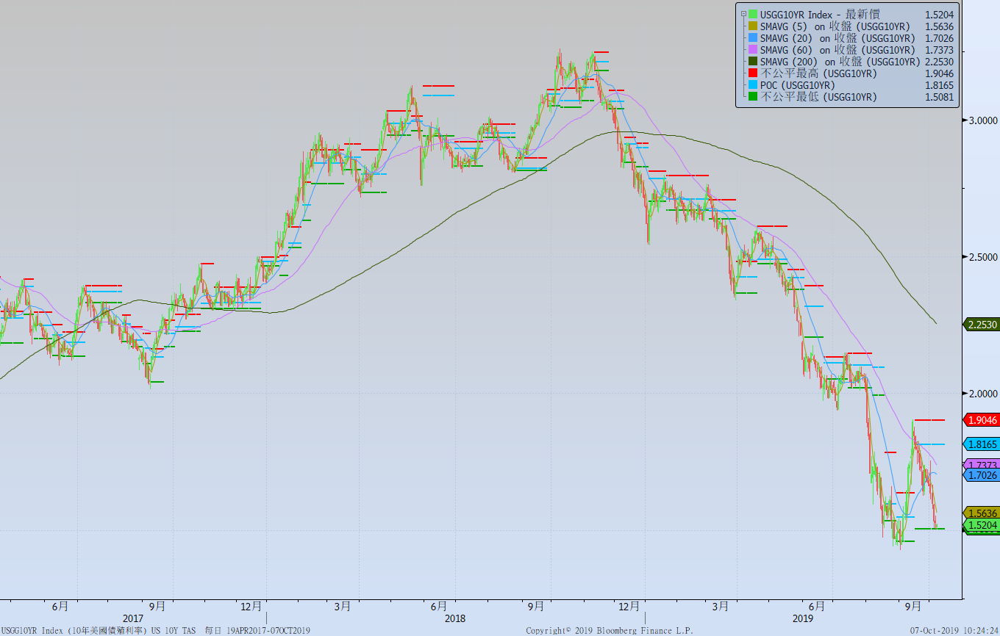 USGG10YR Index - 最新價 1.5204
SMAVG (5) on 收盤 (USGG10YR) 1.5636
SMAVG (20) on 收盤 (USGG10YR) 1.7026
SMAVG (60) on 收盤 (USGG10YR) 1.7373
SMAVG (200) on 收盤 (USGG10YR) 2.2530
不公平最高 (USGG10YR) 1.9046
POC (USGG10YR) 1.8165
不公平最低 (USGG10YR) 1.5081
3.0000
2.5000
2.2530
2.0000
1.9046
1.8165
1.7373
1.7026
1.5636
1.5204
6月 9月 12月 3月 6月 9月 12月 3月 6月 9月
2017 2018 2019
USGG10YR Index (10年美國債殖利率) US 10Y TAS 每日 19APR2017-07OCT2019 Copyright© 2019 Bloomberg Finance L.P. 07-Oct-2019 10:24:24